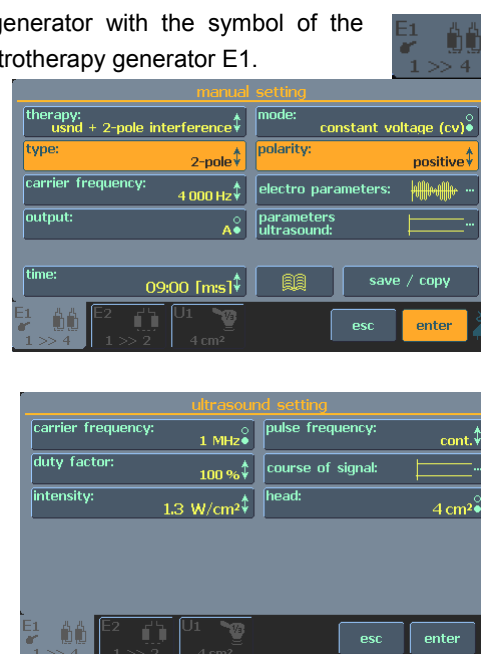 generator with the symbol of the
trotherapy generator E1.
E1
1 >> 4
manual setting
therapy:
usnd + 2-pole interference
mode:
constant voltage (cv)
type:
2-pole
polarity:
positive
carrier frequency:
4 000 Hz
electro parameters:
...
output:
A
parameters
ultrasound:
...
time:
09:00 [m:s]
save / copy
E1
1 >> 4
E2
1 >> 2
U1
4 cm²
esc
enter
ultrasound setting
carrier frequency:
1 MHz
pulse frequency:
cont.
duty factor:
100 %
course of signal:
...
intensity:
1.3 W/cm²
head:
4 cm²
E1
1 >> 4
E2
1 >> 2
U1
4 cm²
esc
enter